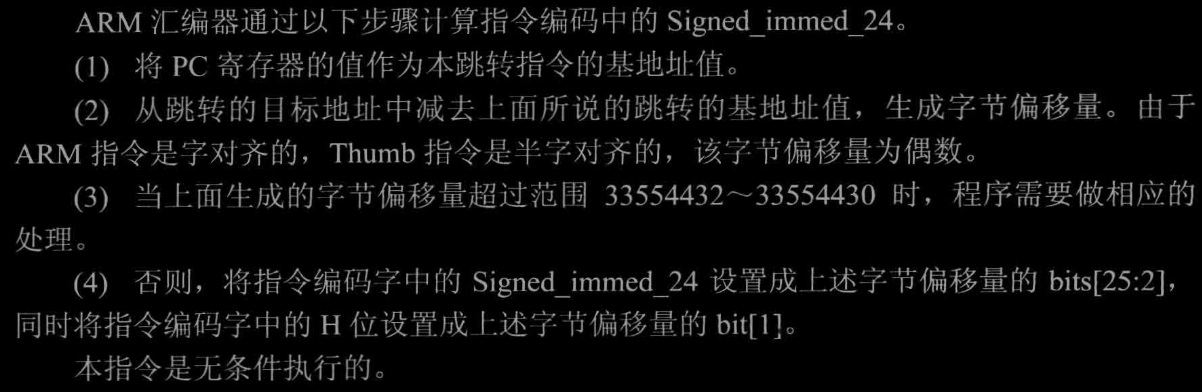 ARM 汇编器通过以下步骤计算指令编码中的 Signed_immed_24。
(1) 将 PC 寄存器的值作为本跳转指令的基地址值。
(2) 从跳转的目标地址中减去上面所说的跳转的基地址值，生成字节偏移量。由于
ARM 指令是字对齐的，Thumb 指令是半字对齐的，该字节偏移量为偶数。
(3) 当上面生成的字节偏移量超过范围 33554432～33554430 时，程序需要做相应的
处理。
(4) 否则，将指令编码字中的 Signed_immed_24 设置成上述字节偏移量的 bits[25:2]，
同时将指令编码字中的 H 位设置成上述字节偏移量的 bit[1]。
本指令是无条件执行的。